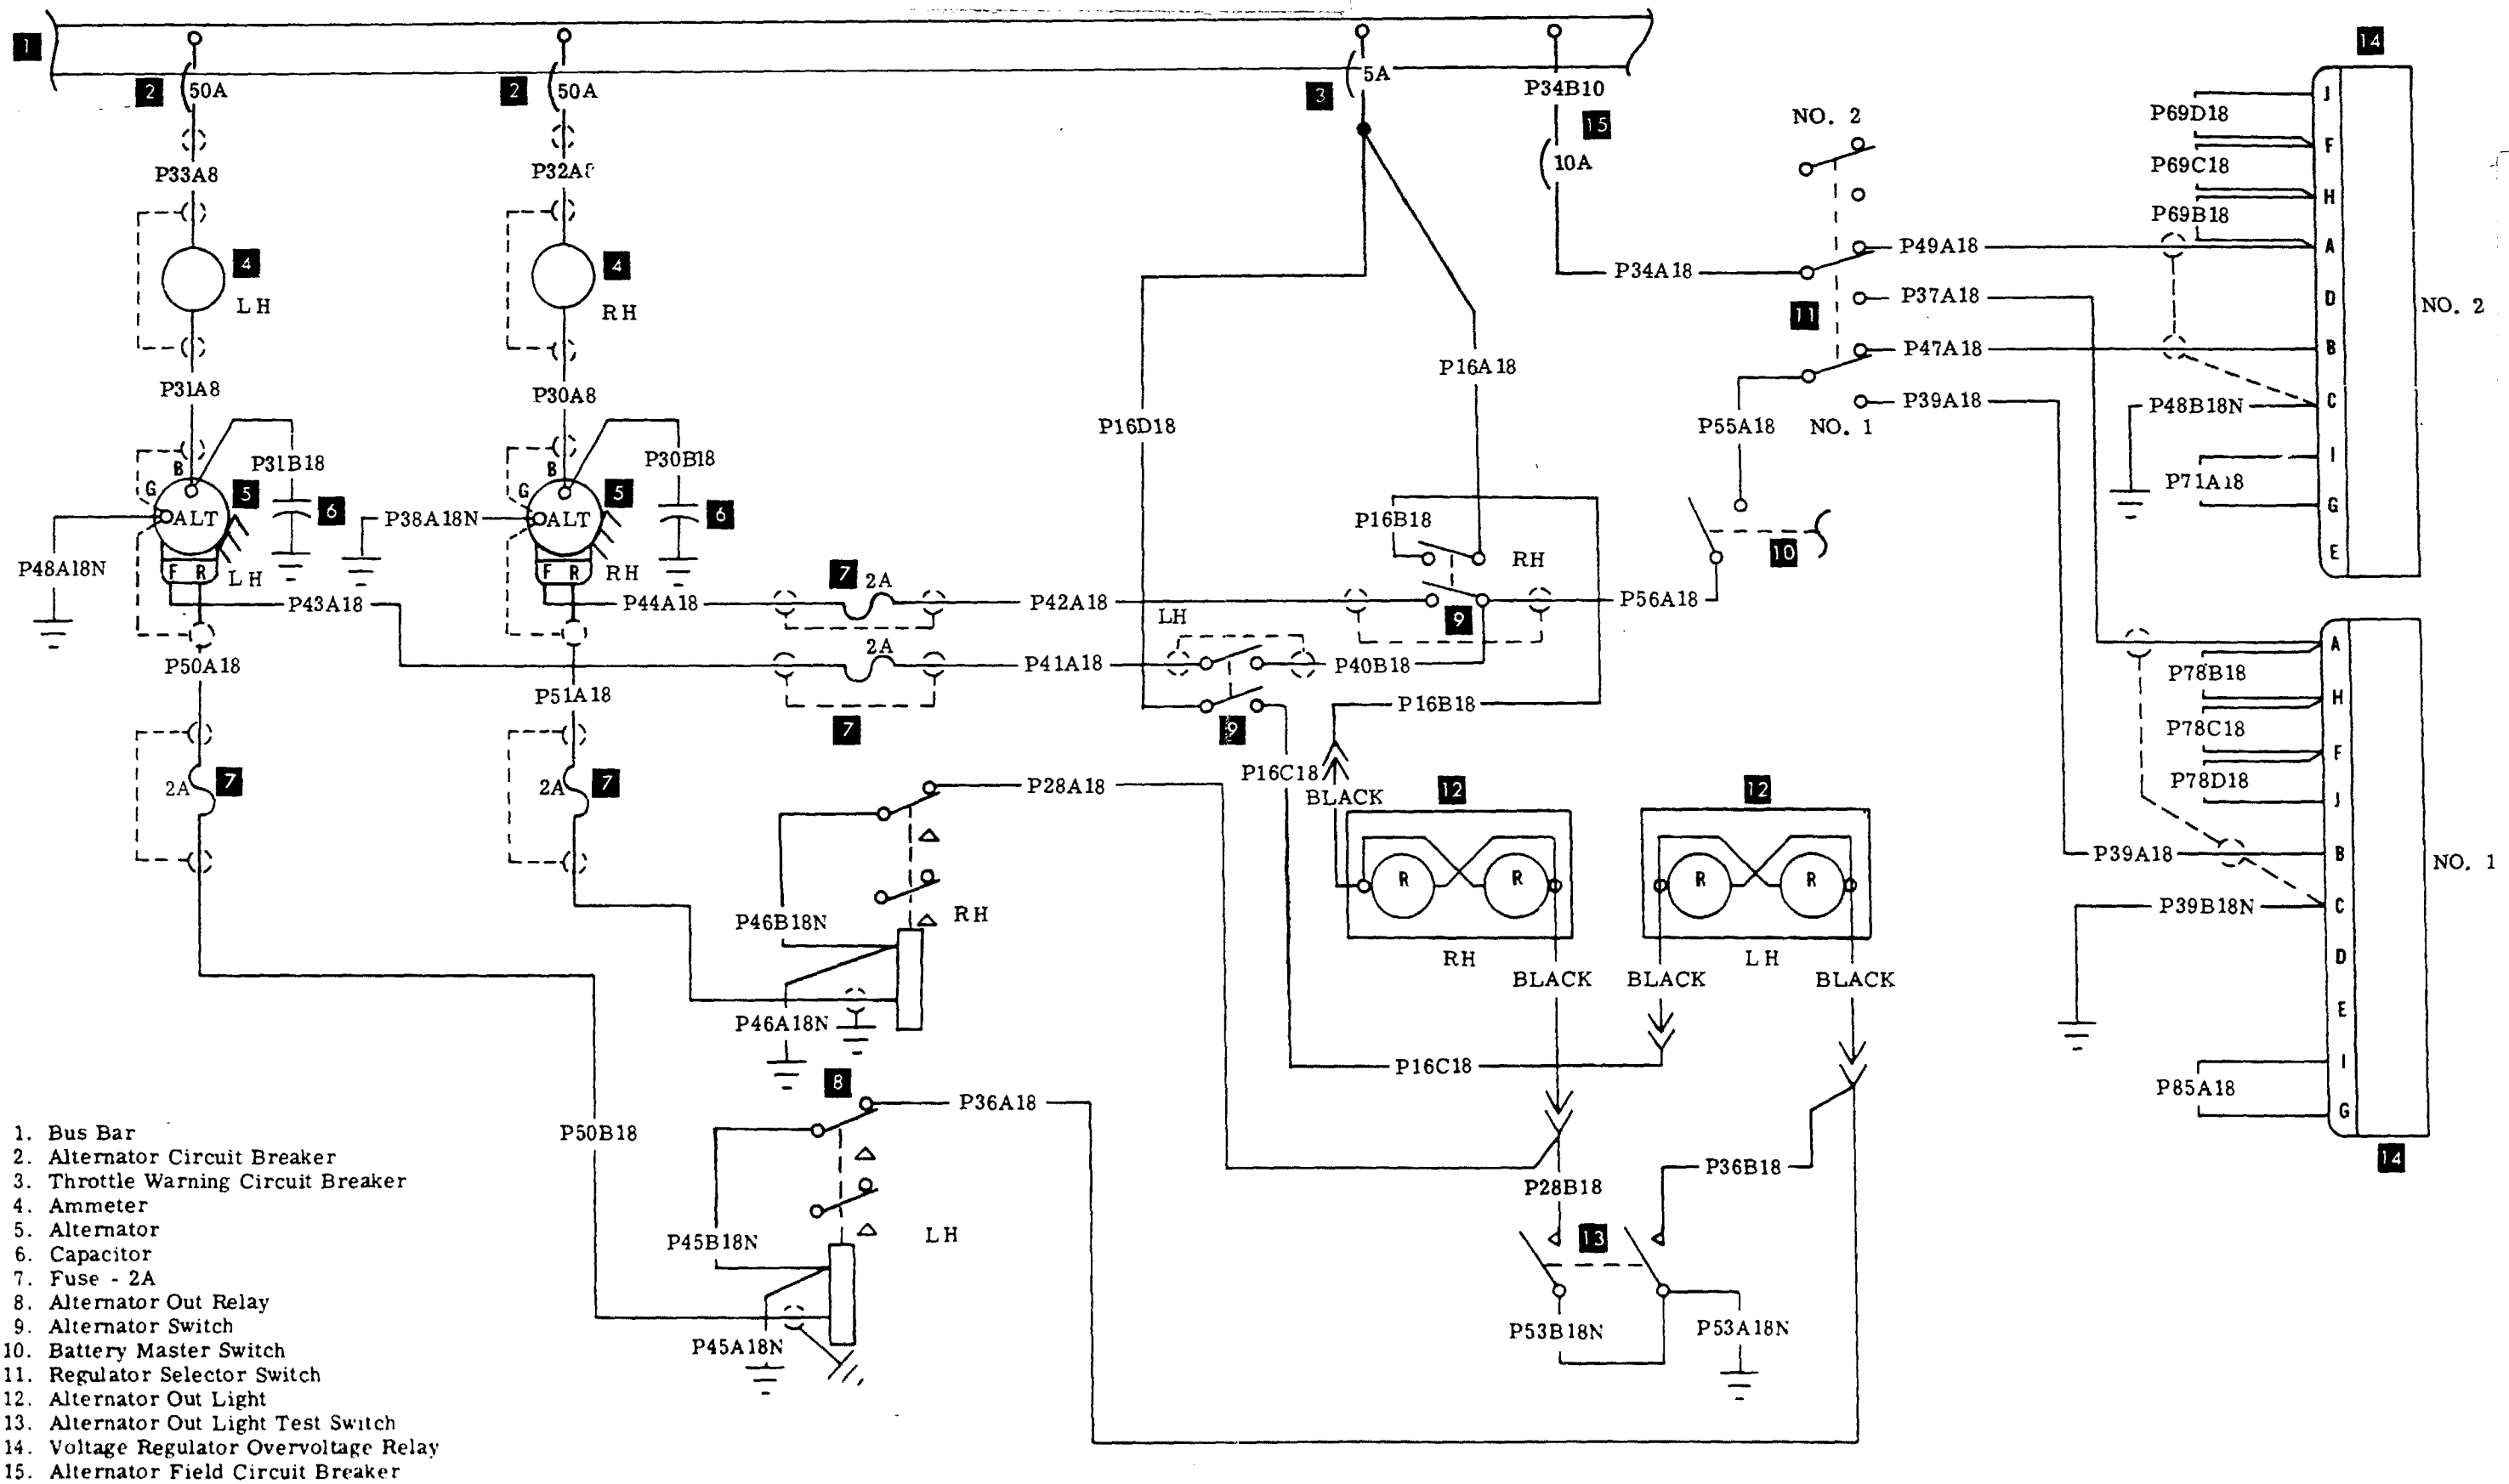 1
2
50A
2
50A
3
5A
P34B10
15
10A
14
NO. 2
J
P69D18
F
P69C18
H
P69B18
A
P33A8
P32A
4
LH
4
RH
P34A18
P49A18
11
P37A18
D
NO. 2
P47A18
B
P31A8
P30A8
P16A18
P39A18
C
P48B18N
P16D18
P55A18
NO. 1
I
P71A18
G
E
B
G
P31B18
5
6
ALT
P48A18N
F R
LH
B
G
P30B18
5
6
P38A18N
ALT
F R
RH
P16B18
RH
10
P43A18
P44A18
7
2A
P42A18
LH
9
P56A18
2A
P41A18
P40B18
7
9
P16B18
P50A18
P51A18
A
P78B18
H
P78C18
F
P78D18
J
P39A18
B
NO. 1
P39B18N
C
D
E
I
P85A18
G
14
2A
7
2A
7
P28A18
P16C18
BLACK
12
12
R
R
R
R
RH
LH
BLACK
BLACK
BLACK
P46B18N
RH
P46A18N
8
P36A18
P16C18
P50B18
P28B18
P36B18
P45B18N
LH
13
P45A18N
P53B18N
P53A18N
1. Bus Bar
2. Alternator Circuit Breaker
3. Throttle Warning Circuit Breaker
4. Ammeter
5. Alternator
6. Capacitor
7. Fuse - 2A
8. Alternator Out Relay
9. Alternator Switch
10. Battery Master Switch
11. Regulator Selector Switch
12. Alternator Out Light
13. Alternator Out Light Test Switch
14. Voltage Regulator Overvoltage Relay
15. Alternator Field Circuit Breaker